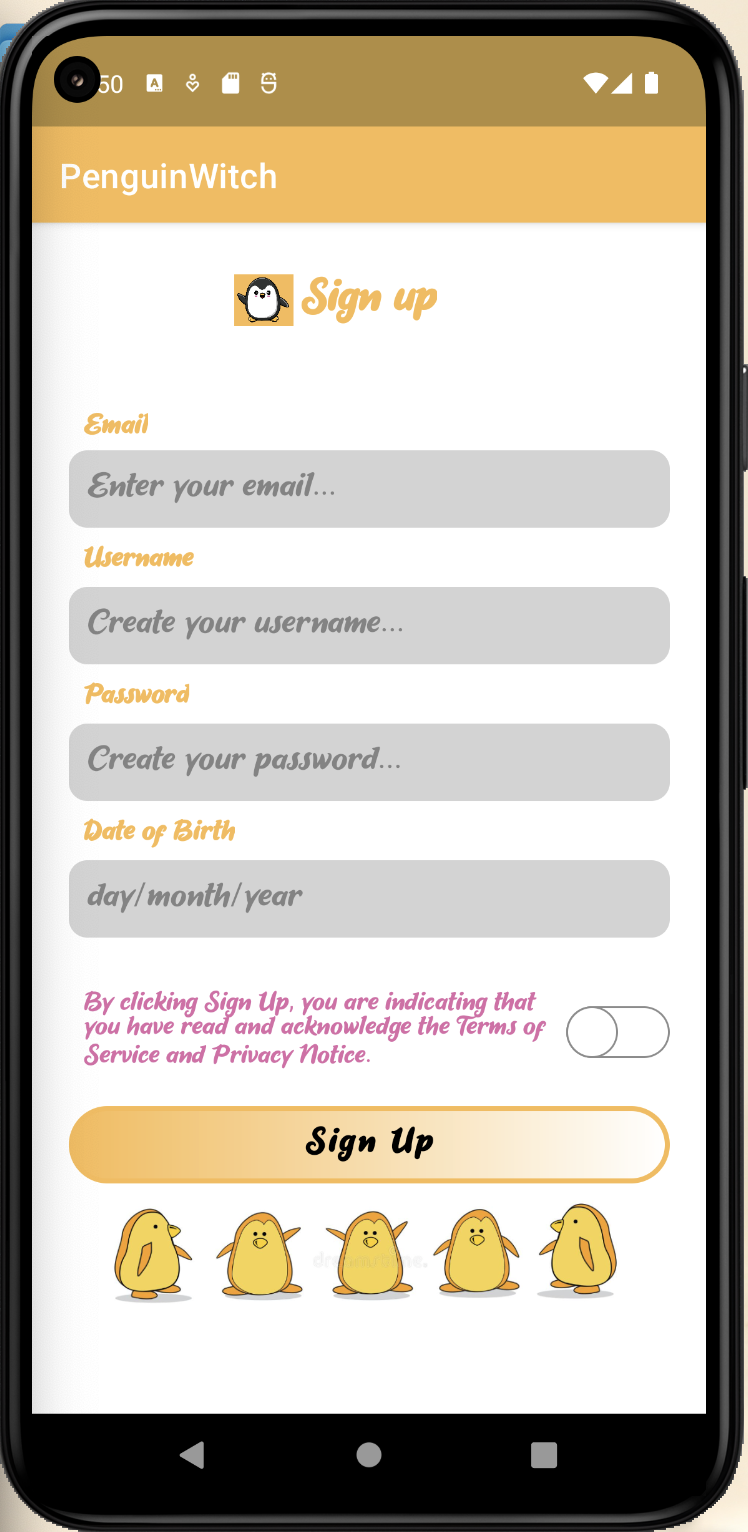 50
PenguinWitch
Sign up
Email
Enter your email...
Username
Create your username...
Password
Create your password...
Date of Birth
day/month/year
By clicking Sign Up, you are indicating that
you have read and acknowledge the Terms of
Service and Privacy Notice.
Sign Up